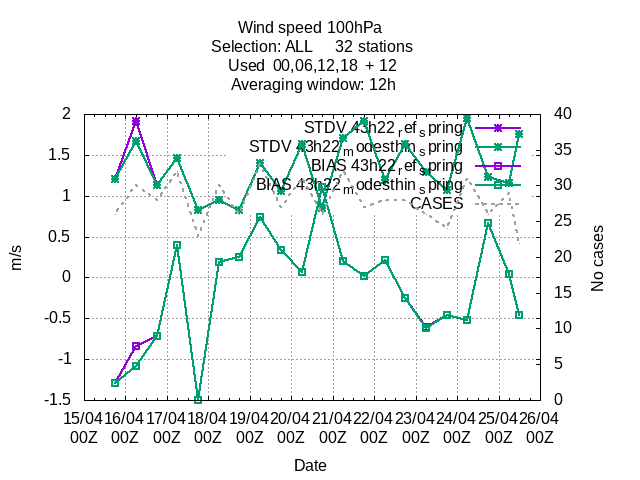 Wind speed 100hPa
Selection: ALL 32 stations
Used 00,06,12,18 + 12
Averaging window: 12h
STDV 43h22_ref_spring
STDV 43h22_modesthin_spring
BIAS 43h22_ref_spring
BIAS 43h22_modesthin_spring
CASES
2
1.5
1
0.5
0
-0.5
-1
-1.5
m/s
40
35
30
25
20
15
10
5
0
No cases
15/04 16/04 17/04 18/04 19/04 20/04 21/04 22/04 23/04 24/04 25/04 26/04
00Z 00Z 00Z 00Z 00Z 00Z 00Z 00Z 00Z 00Z 00Z 00Z
Date